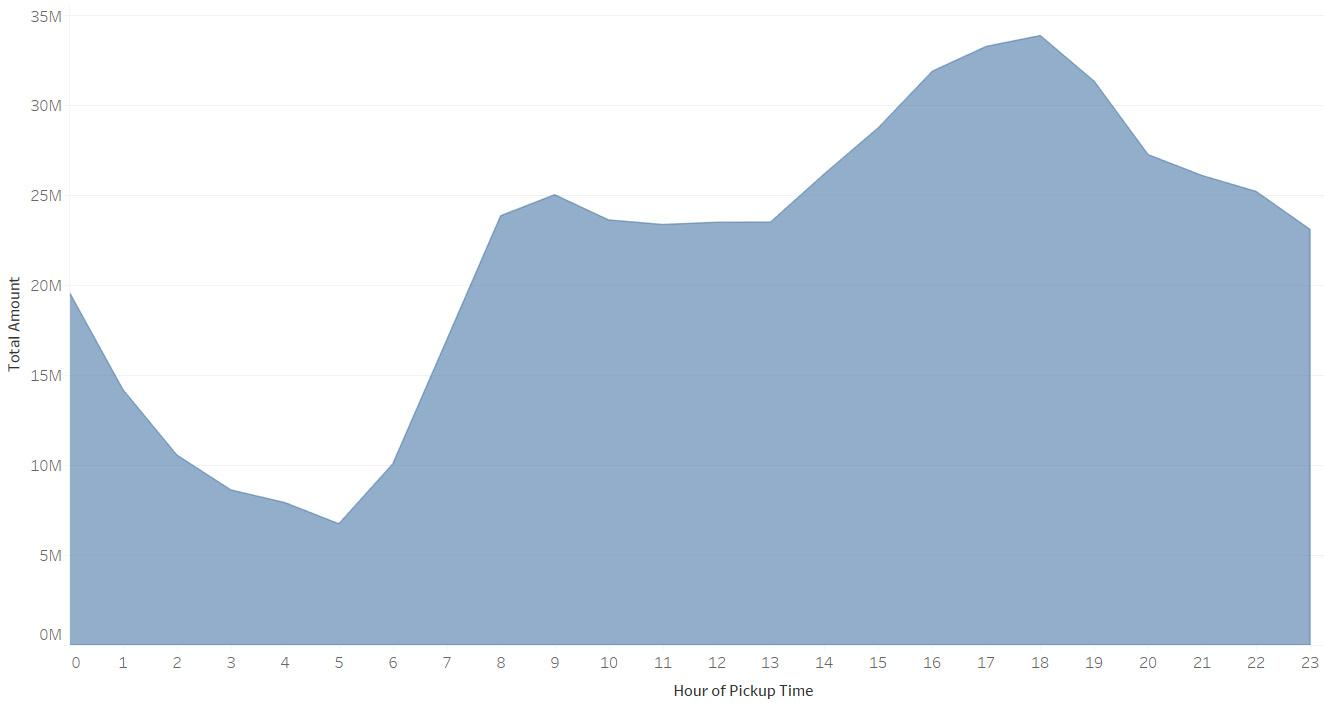 35M
30M
25M
20M
15M
10M
5M
0M
Total Amount
0 1 2 3 4 5 6 7 8 9 10 11 12 13 14 15 16 17 18 19 20 21 22 23
Hour of Pickup Time